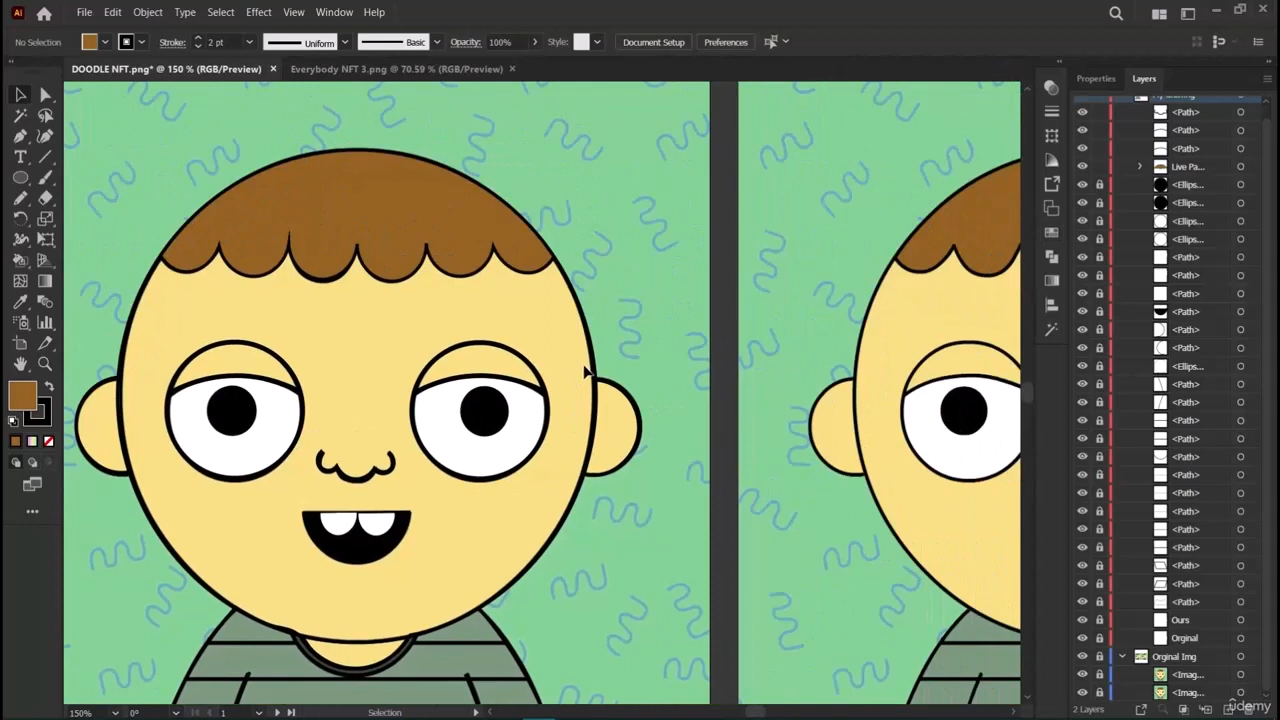 Ai File Edit Object Type Select Effect View Window Help
No Selection Stroke: 2 pt Uniform Basic Opacity: 100% Style: Document Setup Preferences
DOODLE NFT.png* @ 150 % (RGB/Preview) × Everybody NFT 3.png @ 70.59 % (RGB/Preview) ×
Properties Layers
<Path>
<Path>
<Path>
Live Pa...
<Ellips...
<Ellips...
<Ellips...
<Ellips...
<Path>
<Path>
<Path>
<Path>
<Path>
<Path>
<Ellips...
<Path>
<Path>
<Path>
<Path>
<Path>
<Path>
<Path>
<Path>
<Path>
<Path>
<Path>
<Path>
<Path>
Ours
Orginal
Orginal Img
<Imag...
<Imag...
150% 0° 1 Selection 2 Layers
udemy